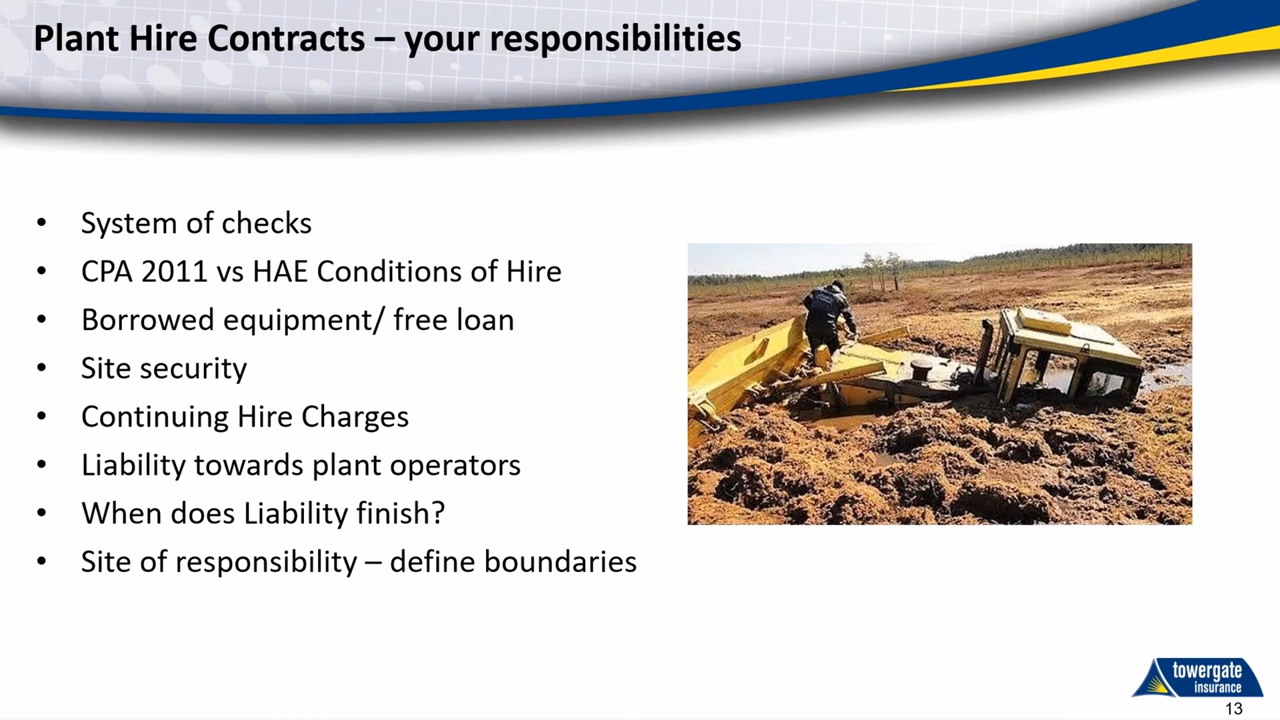 Plant Hire Contracts – your responsibilities
• System of checks
• CPA 2011 vs HAE Conditions of Hire
• Borrowed equipment/ free loan
• Site security
• Continuing Hire Charges
• Liability towards plant operators
• When does Liability finish?
• Site of responsibility – define boundaries
towergate
insurance
13